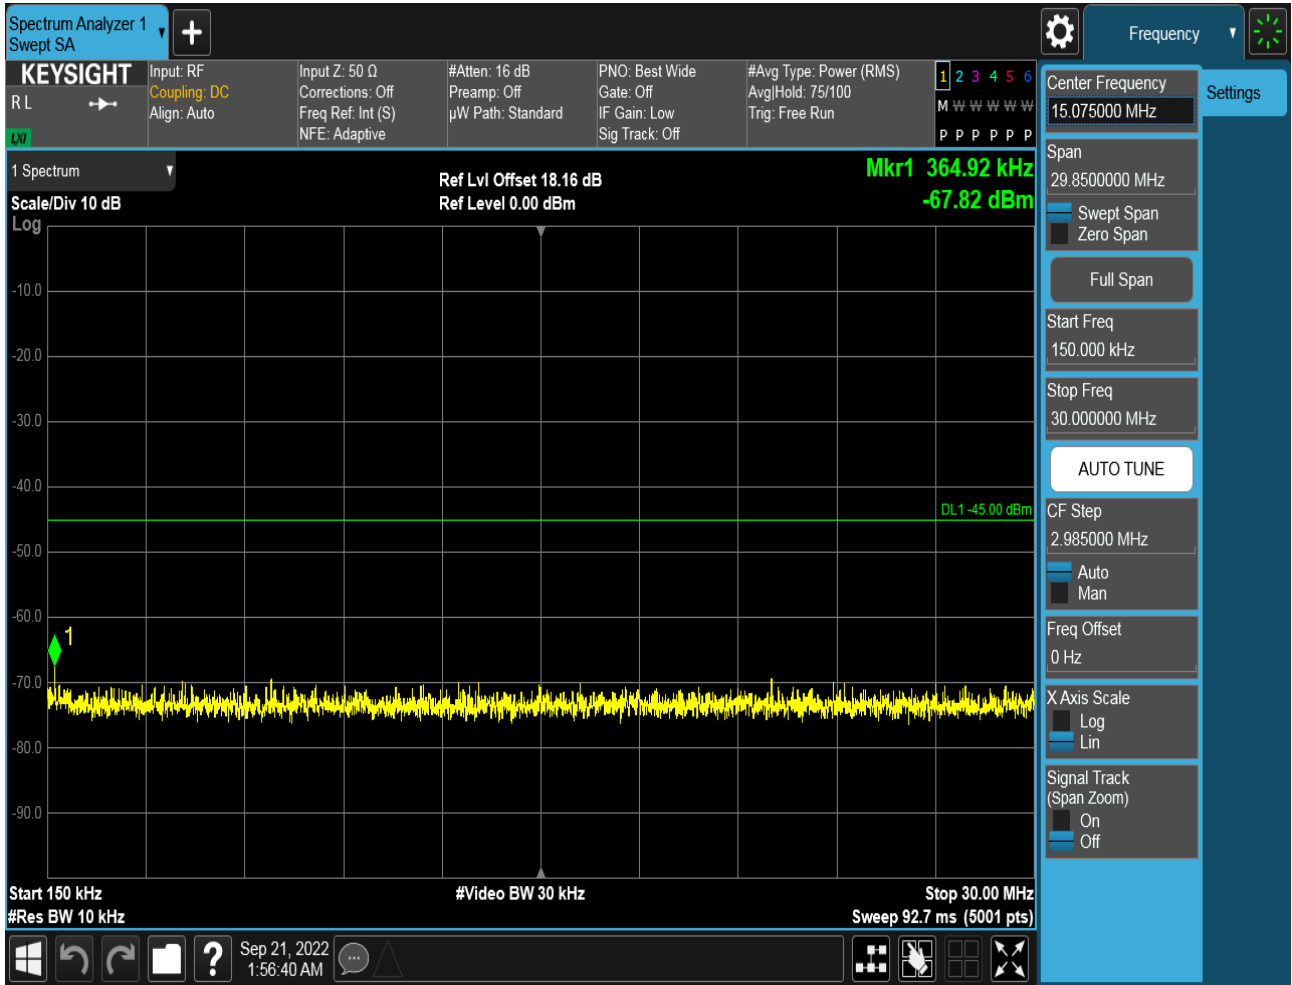 Spectrum Analyzer 1
Swept SA
Frequency
KEYSIGHT
R L
LXI
Input: RF
Coupling: DC
Align: Auto
Input Z: 50 Ω
Corrections: Off
Freq Ref: Int (S)
NFE: Adaptive
#Atten: 16 dB
Preamp: Off
µW Path: Standard
PNO: Best Wide
Gate: Off
IF Gain: Low
Sig Track: Off
#Avg Type: Power (RMS)
Avg|Hold: 75/100
Trig: Free Run
1 2 3 4 5 6
M W W W W W
P P P P P P
1 Spectrum
Scale/Div 10 dB
Log
Ref Lvl Offset 18.16 dB
Ref Level 0.00 dBm
Mkr1 364.92 kHz
-67.82 dBm
-10.0
-20.0
-30.0
-40.0
DL1 -45.00 dBm
-50.0
-60.0
1
-70.0
-80.0
-90.0
Start 150 kHz
#Res BW 10 kHz
#Video BW 30 kHz
Stop 30.00 MHz
Sweep 92.7 ms (5001 pts)
Center Frequency
15.075000 MHz
Settings
Span
29.8500000 MHz
Swept Span
Zero Span
Full Span
Start Freq
150.000 kHz
Stop Freq
30.000000 MHz
AUTO TUNE
CF Step
2.985000 MHz
Auto
Man
Freq Offset
0 Hz
X Axis Scale
Log
Lin
Signal Track
(Span Zoom)
On
Off
?
Sep 21, 2022
1:56:40 AM